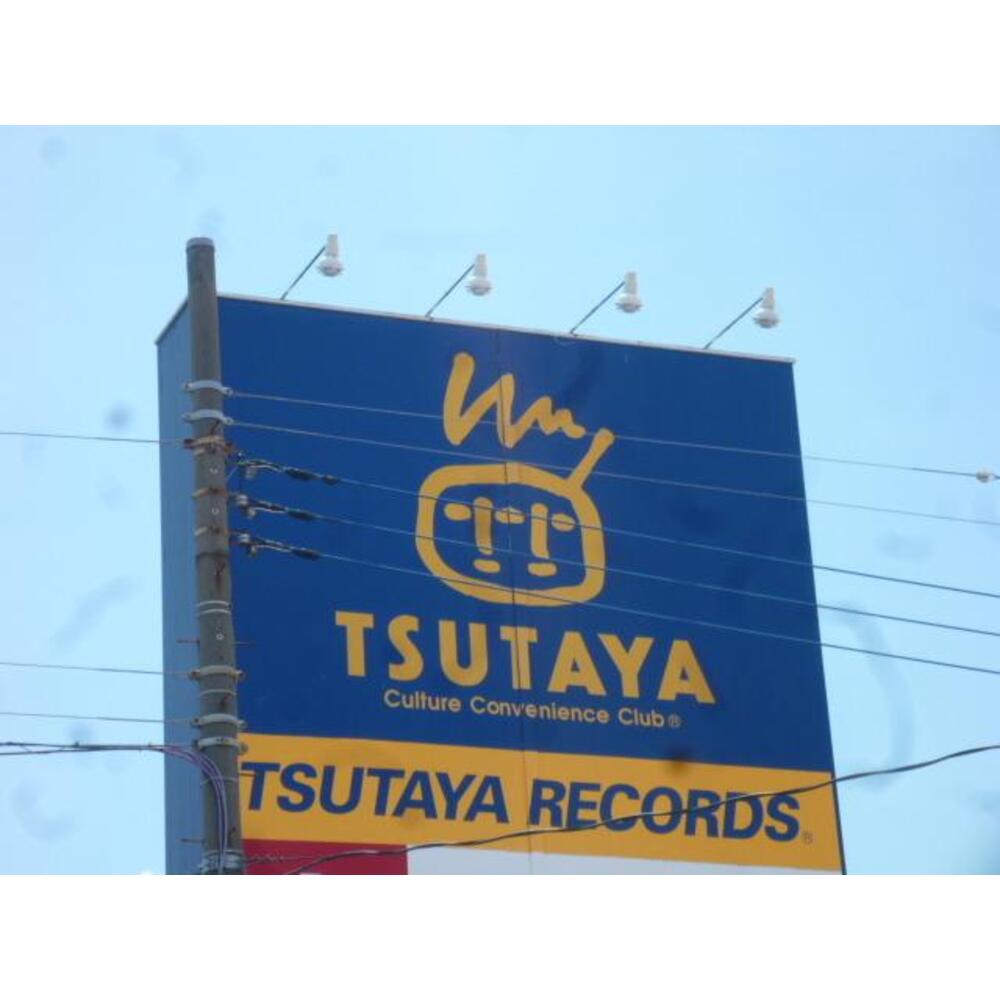 TSUTAYA
Culture Convenience Club®
TSUTAYA RECORDS®